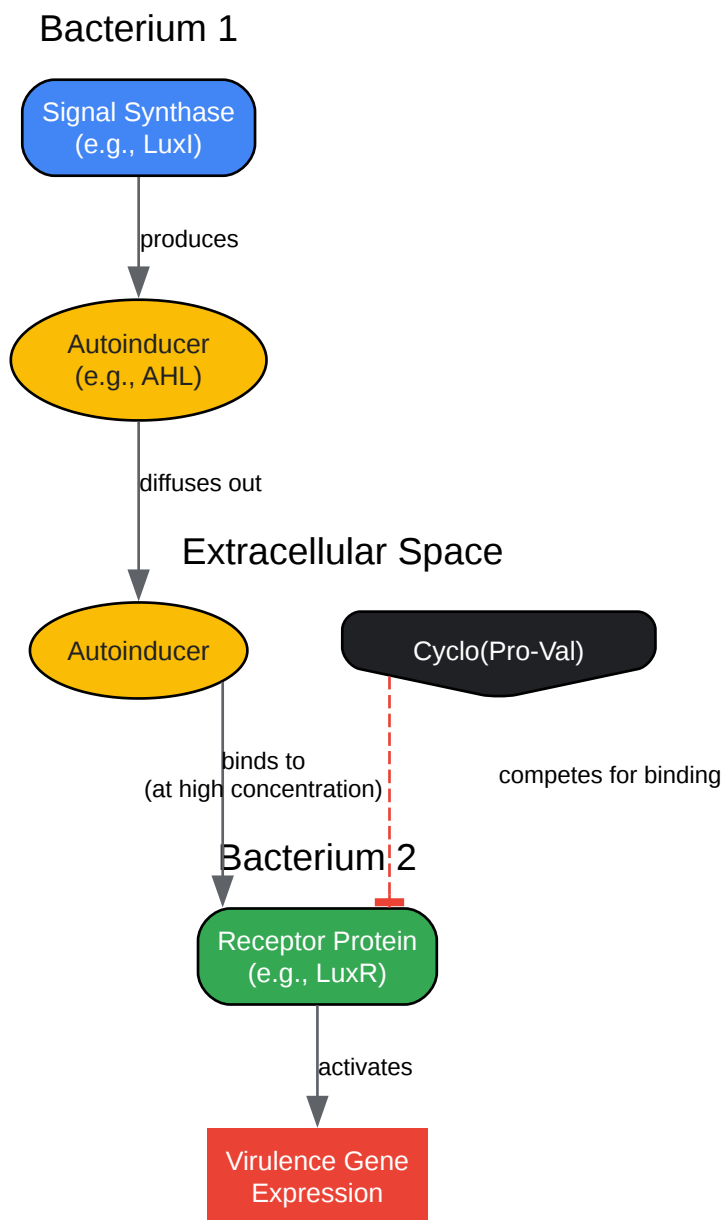 Bacterium 1
Signal Synthase
(e.g., LuxI)
produces
Autoinducer
(e.g., AHL)
diffuses out
Extracellular Space
Autoinducer
Cyclo(Pro-Val)
binds to
(at high concentration)
competes for binding
Bacterium 2
Receptor Protein
(e.g., LuxR)
activates
Virulence Gene
Expression